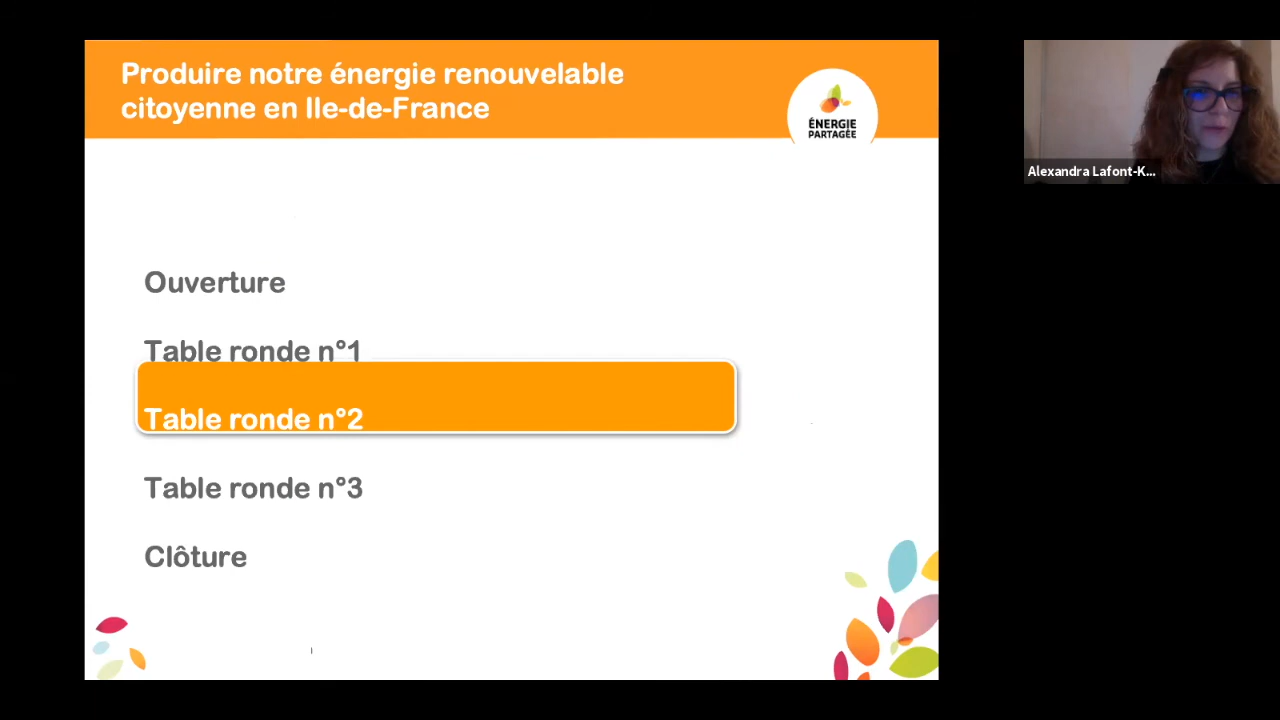 Produire notre énergie renouvelable
citoyenne en Ile-de-France
ÉNERGIE
PARTAGÉE
Alexandra Lafont-K...
Ouverture
Table ronde n°1
Table ronde n°2
Table ronde n°3
Clôture